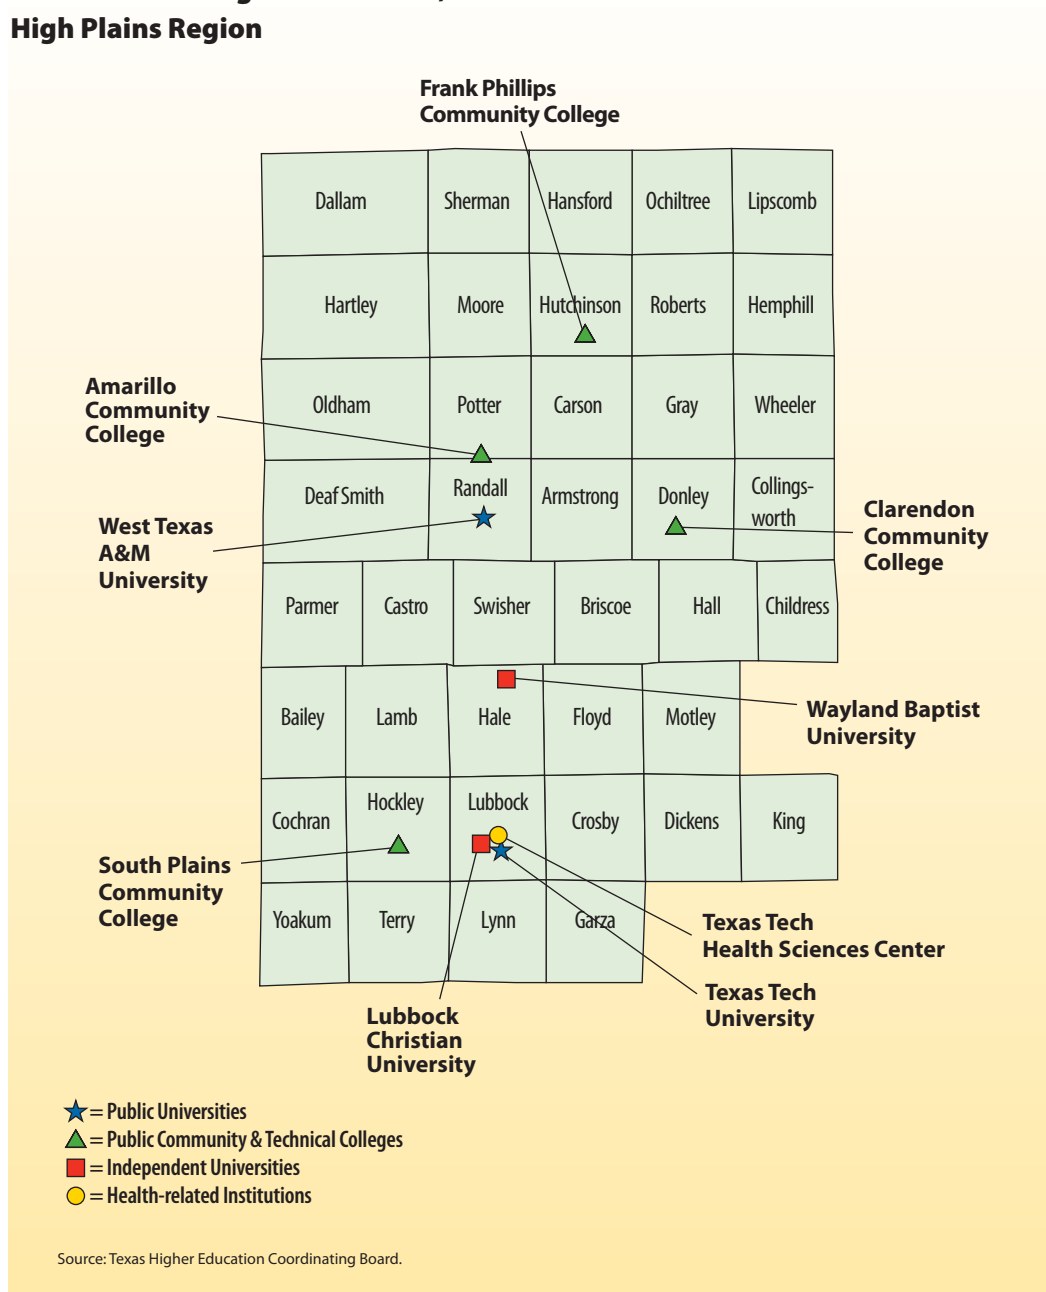 High Plains Region
Frank Phillips
Community College
Dallam
Sherman
Hansford
Ochiltree
Lipscomb
Hartley
Moore
Hutchinson
Roberts
Hemphill
Amarillo
Community
College
Oldham
Potter
Carson
Gray
Wheeler
Deaf Smith
Randall
Armstrong
Donley
Collings-
worth
West Texas
A&M
University
Clarendon
Community
College
Parmer
Castro
Swisher
Briscoe
Hall
Childress
Bailey
Lamb
Hale
Floyd
Motley
Wayland Baptist
University
Cochran
Hockley
Lubbock
Crosby
Dickens
King
South Plains
Community
College
Yoakum
Terry
Lynn
Garza
Texas Tech
Health Sciences Center
Texas Tech
University
Lubbock
Christian
University
= Public Universities
= Public Community & Technical Colleges
= Independent Universities
= Health-related Institutions
Source: Texas Higher Education Coordinating Board.